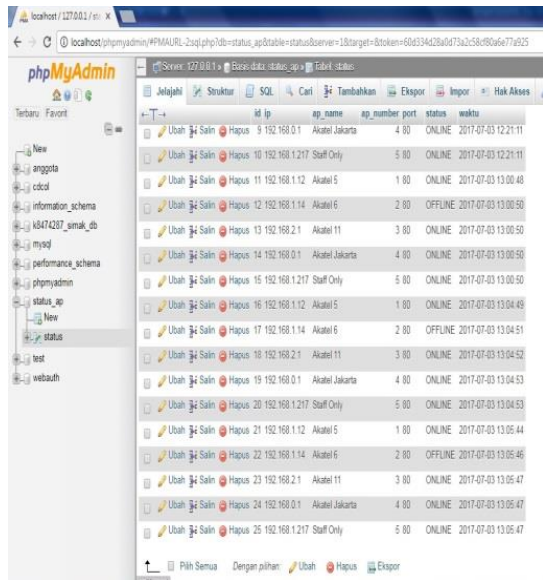 localhost / 127.0.0.1 / sta
localhost/phpmyadmin/#PMAURL-2:sql.php?db=status_ap&table=status&server=1&target=&token=60d334d28a0d73a2c58cf80a6e77a925
phpMyAdmin
Terbaru Favorit
New
anggota
cdcol
information_schema
k8474287_simak_db
mysql
performance_schema
phpmyadmin
status_ap
New
status
test
webauth
Server: 127.0.0.1 » Basis data: status_ap » Tabel: status
Jelajahi Struktur SQL Cari Tambahkan Ekspor Impor Hak Akses
id ip ap_name ap_number port status waktu
Ubah Salin Hapus 9 192.168.0.1 Akatel Jakarta 4 80 ONLINE 2017-07-03 12:21:11
Ubah Salin Hapus 10 192.168.1.217 Staff Only 5 80 ONLINE 2017-07-03 12:21:11
Ubah Salin Hapus 11 192.168.1.12 Akatel 5 1 80 ONLINE 2017-07-03 13:00:48
Ubah Salin Hapus 12 192.168.1.14 Akatel 6 2 80 OFFLINE 2017-07-03 13:00:50
Ubah Salin Hapus 13 192.168.2.1 Akatel 11 3 80 ONLINE 2017-07-03 13:00:50
Ubah Salin Hapus 14 192.168.0.1 Akatel Jakarta 4 80 ONLINE 2017-07-03 13:00:50
Ubah Salin Hapus 15 192.168.1.217 Staff Only 5 80 ONLINE 2017-07-03 13:00:50
Ubah Salin Hapus 16 192.168.1.12 Akatel 5 1 80 ONLINE 2017-07-03 13:04:49
Ubah Salin Hapus 17 192.168.1.14 Akatel 6 2 80 OFFLINE 2017-07-03 13:04:51
Ubah Salin Hapus 18 192.168.2.1 Akatel 11 3 80 ONLINE 2017-07-03 13:04:52
Ubah Salin Hapus 19 192.168.0.1 Akatel Jakarta 4 80 ONLINE 2017-07-03 13:04:53
Ubah Salin Hapus 20 192.168.1.217 Staff Only 5 80 ONLINE 2017-07-03 13:04:53
Ubah Salin Hapus 21 192.168.1.12 Akatel 5 1 80 ONLINE 2017-07-03 13:05:44
Ubah Salin Hapus 22 192.168.1.14 Akatel 6 2 80 OFFLINE 2017-07-03 13:05:46
Ubah Salin Hapus 23 192.168.2.1 Akatel 11 3 80 ONLINE 2017-07-03 13:05:47
Ubah Salin Hapus 24 192.168.0.1 Akatel Jakarta 4 80 ONLINE 2017-07-03 13:05:47
Ubah Salin Hapus 25 192.168.1.217 Staff Only 5 80 ONLINE 2017-07-03 13:05:47
Pilih Semua Dengan pilihan: Ubah Hapus Ekspor